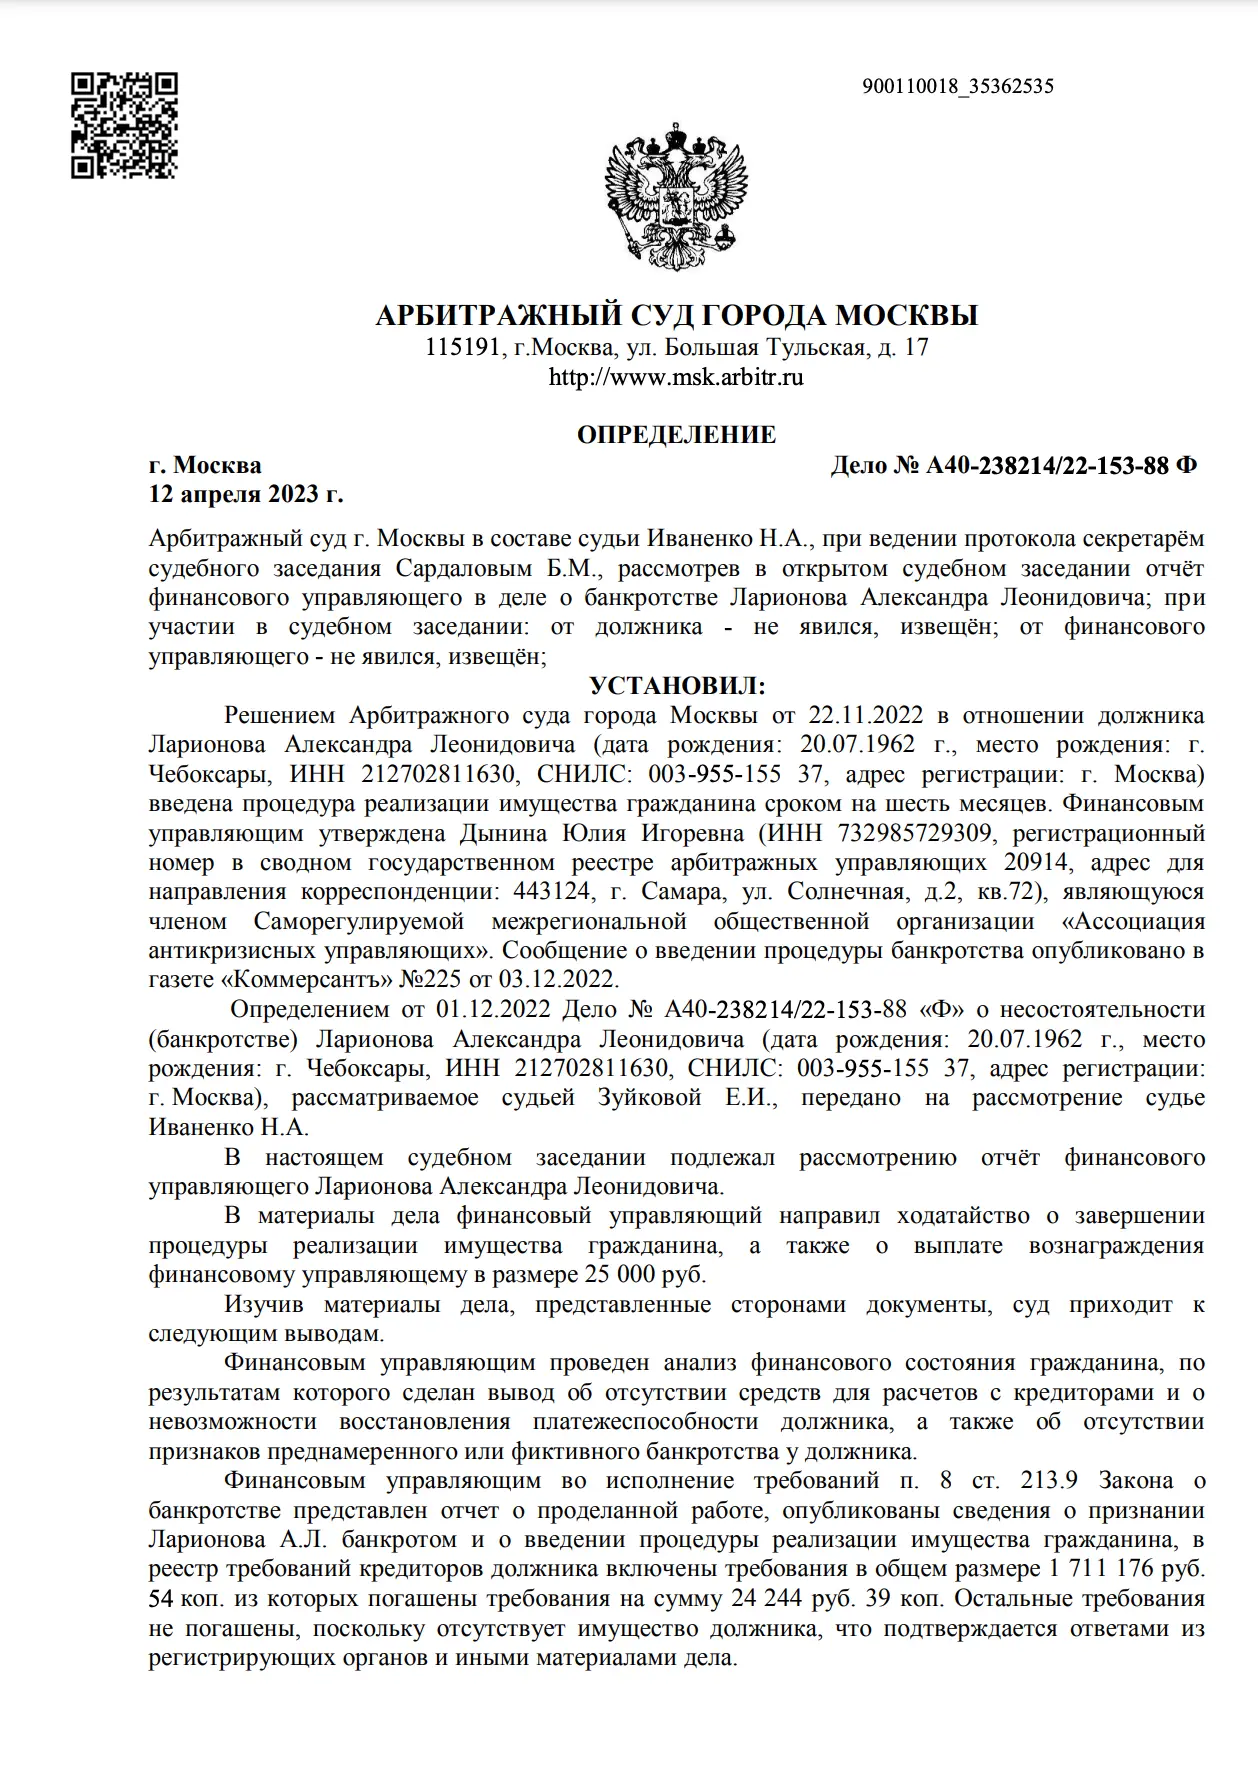 900110018_35362535
АРБИТРАЖНЫЙ СУД ГОРОДА МОСКВЫ
115191, г.Москва, ул. Большая Тульская, д. 17
http://www.msk.arbitr.ru
ОПРЕДЕЛЕНИЕ
г. Москва Дело № А40-238214/22-153-88 Ф
12 апреля 2023 г.
Арбитражный суд г. Москвы в составе судьи Иваненко Н.А., при ведении протокола секретарём
судебного заседания Сардаловым Б.М., рассмотрев в открытом судебном заседании отчёт
финансового управляющего в деле о банкротстве Ларионова Александра Леонидовича; при
участии в судебном заседании: от должника - не явился, извещён; от финансового
управляющего - не явился, извещён;
УСТАНОВИЛ:
Решением Арбитражного суда города Москвы от 22.11.2022 в отношении должника
Ларионова Александра Леонидовича (дата рождения: 20.07.1962 г., место рождения: г.
Чебоксары, ИНН 212702811630, СНИЛС: 003-955-155 37, адрес регистрации: г. Москва)
введена процедура реализации имущества гражданина сроком на шесть месяцев. Финансовым
управляющим утверждена Дынина Юлия Игоревна (ИНН 732985729309, регистрационный
номер в сводном государственном реестре арбитражных управляющих 20914, адрес для
направления корреспонденции: 443124, г. Самара, ул. Солнечная, д.2, кв.72), являющуюся
членом Саморегулируемой межрегиональной общественной организации «Ассоциация
антикризисных управляющих». Сообщение о введении процедуры банкротства опубликовано в
газете «Коммерсантъ» №225 от 03.12.2022.
Определением от 01.12.2022 Дело № А40-238214/22-153-88 «Ф» о несостоятельности
(банкротстве) Ларионова Александра Леонидовича (дата рождения: 20.07.1962 г., место
рождения: г. Чебоксары, ИНН 212702811630, СНИЛС: 003-955-155 37, адрес регистрации:
г. Москва), рассматриваемое судьей Зуйковой Е.И., передано на рассмотрение судье
Иваненко Н.А.
В настоящем судебном заседании подлежал рассмотрению отчёт финансового
управляющего Ларионова Александра Леонидовича.
В материалы дела финансовый управляющий направил ходатайство о завершении
процедуры реализации имущества гражданина, а также о выплате вознаграждения
финансовому управляющему в размере 25 000 руб.
Изучив материалы дела, представленные сторонами документы, суд приходит к
следующим выводам.
Финансовым управляющим проведен анализ финансового состояния гражданина, по
результатам которого сделан вывод об отсутствии средств для расчетов с кредиторами и о
невозможности восстановления платежеспособности должника, а также об отсутствии
признаков преднамеренного или фиктивного банкротства у должника.
Финансовым управляющим во исполнение требований п. 8 ст. 213.9 Закона о
банкротстве представлен отчет о проделанной работе, опубликованы сведения о признании
Ларионова А.Л. банкротом и о введении процедуры реализации имущества гражданина, в
реестр требований кредиторов должника включены требования в общем размере 1 711 176 руб.
54 коп. из которых погашены требования на сумму 24 244 руб. 39 коп. Остальные требования
не погашены, поскольку отсутствует имущество должника, что подтверждается ответами из
регистрирующих органов и иными материалами дела.